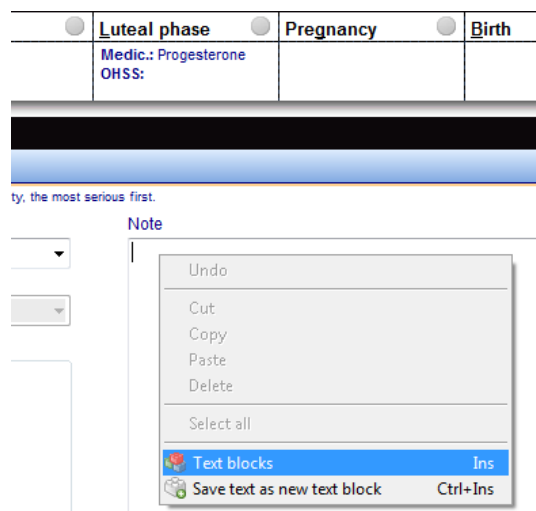 Luteal phase Pregnancy Birth
Medic.: Progesterone
OHSS:
ty, the most serious first.
Note
Undo
Cut
Copy
Paste
Delete
Select all
Text blocks Ins
Save text as new text block Ctrl+Ins